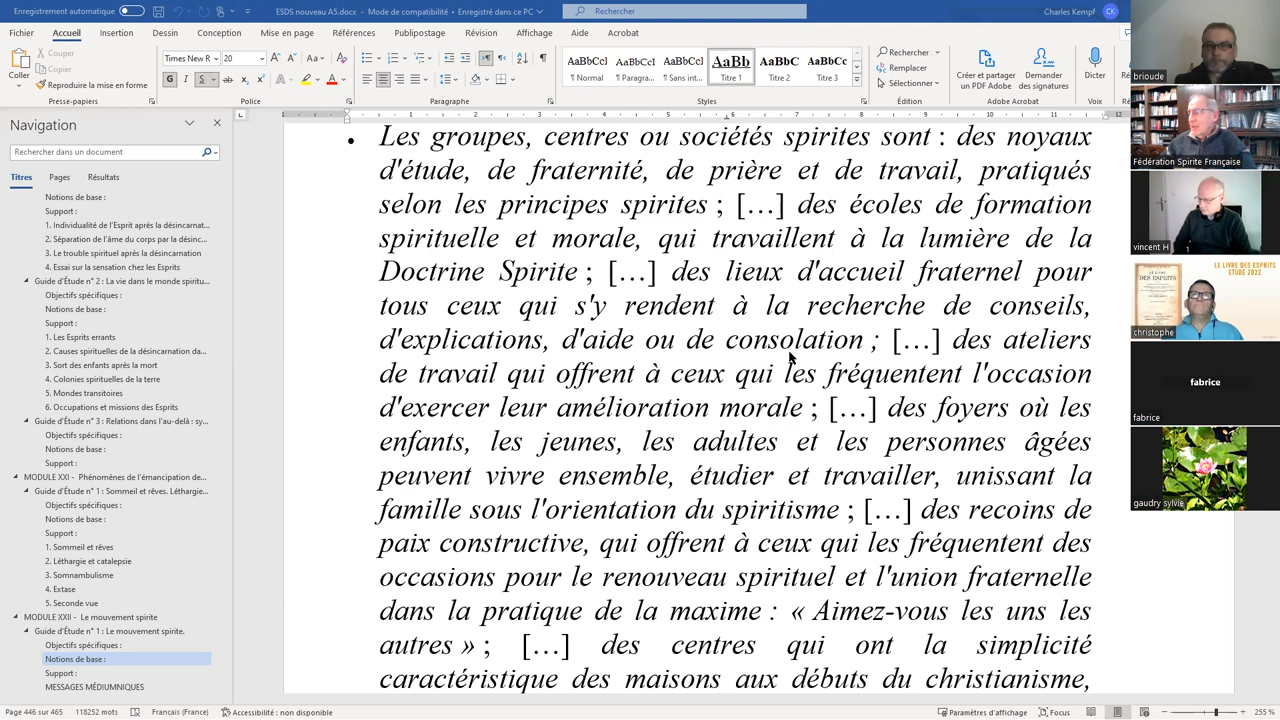 Enregistrement automatique
ESDS nouveau A5.docx - Mode de compatibilité • Enregistré dans ce PC
Rechercher
Charles Kempf
CK
Fichier Accueil Insertion Dessin Conception Mise en page Références Publipostage Révision Affichage Aide Acrobat
Coller
Couper
Copier
Reproduire la mise en forme
Presse-papiers
Times New R 20
Police
Paragraphe
AaBbCcI AaBbCcI AaBbCcI AaBb AaBbC AaBbCc
¶ Normal ¶ Paragra... ¶ Sans int... Titre 1 Titre 2 Titre 3
Styles
Rechercher
Remplacer
Sélectionner
Édition
Créer et partager un PDF Adobe
Demander des signatures
Adobe Acrobat
Dicter
Voix
Navigation
Rechercher dans un document
Titres Pages Résultats
Notions de base :
Support :
1. Individualité de l'Esprit après la désincarnat...
2. Séparation de l'âme du corps par la désinc...
3. Le trouble spirituel après la désincarnation
4. Essai sur la sensation chez les Esprits
Guide d'Étude n° 2 : La vie dans le monde spiritu...
Objectifs spécifiques :
Notions de base :
Support :
1. Les Esprits errants
2. Causes spirituelles de la désincarnation da...
3. Sort des enfants après la mort
4. Colonies spirituelles de la terre
5. Mondes transitoires
6. Occupations et missions des Esprits
Guide d'Étude n° 3 : Relations dans l'au-delà : sy...
Objectifs spécifiques :
Notions de base :
Support :
MODULE XXI - Phénomènes de l'émancipation de...
Guide d'Étude n° 1 : Sommeil et rêves. Léthargie...
Objectifs spécifiques :
Notions de base :
Support :
1. Sommeil et rêves
2. Léthargie et catalepsie
3. Somnambulisme
4. Extase
5. Seconde vue
MODULE XXII - Le mouvement spirite
Guide d'Étude n° 1 : Le mouvement spirite.
Objectifs spécifiques :
Notions de base :
Support :
MESSAGES MÉDIUMNIQUES
• Les groupes, centres ou sociétés spirites sont : des noyaux
d'étude, de fraternité, de prière et de travail, pratiqués
selon les principes spirites ; […] des écoles de formation
spirituelle et morale, qui travaillent à la lumière de la
Doctrine Spirite ; […] des lieux d'accueil fraternel pour
tous ceux qui s'y rendent à la recherche de conseils,
d'explications, d'aide ou de consolation ; […] des ateliers
de travail qui offrent à ceux qui les fréquentent l'occasion
d'exercer leur amélioration morale ; […] des foyers où les
enfants, les jeunes, les adultes et les personnes âgées
peuvent vivre ensemble, étudier et travailler, unissant la
famille sous l'orientation du spiritisme ; […] des recoins de
paix constructive, qui offrent à ceux qui les fréquentent des
occasions pour le renouveau spirituel et l'union fraternelle
dans la pratique de la maxime : « Aimez-vous les uns les
autres » ; […] des centres qui ont la simplicité
caractéristique des maisons aux débuts du christianisme,
brioude
Fédération Spirite Française
vincent H
LE LIVRE DES ESPRITS
ETUDE 2022
christophe
fabrice
fabrice
gaudry sylvie
Page 446 sur 465 118252 mots Français (France) Accessibilité : non disponible
Paramètres d'affichage Focus 255 %